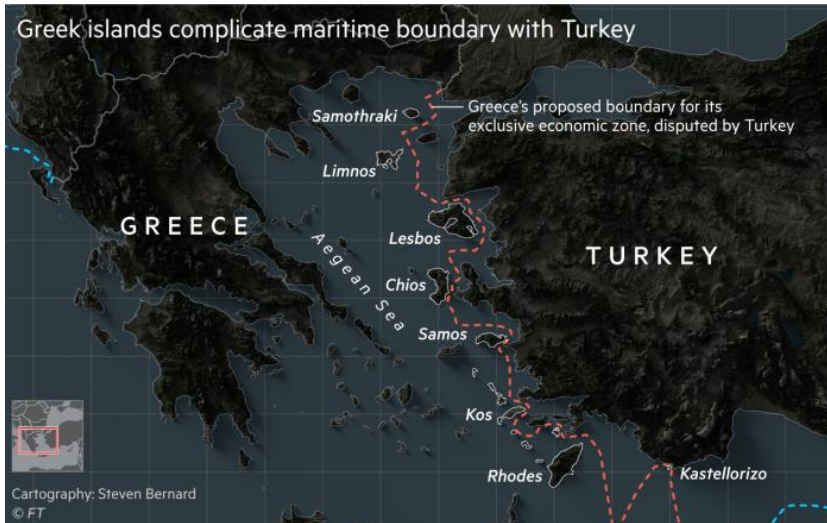 Greek islands complicate maritime boundary with Turkey
Samothraki
Greece's proposed boundary for its
exclusive economic zone, disputed by Turkey
Limnos
GREECE
Lesbos
TURKEY
Aegean Sea
Chios
Samos
Kos
Rhodes
Kastellorizo
Cartography: Steven Bernard
© FT